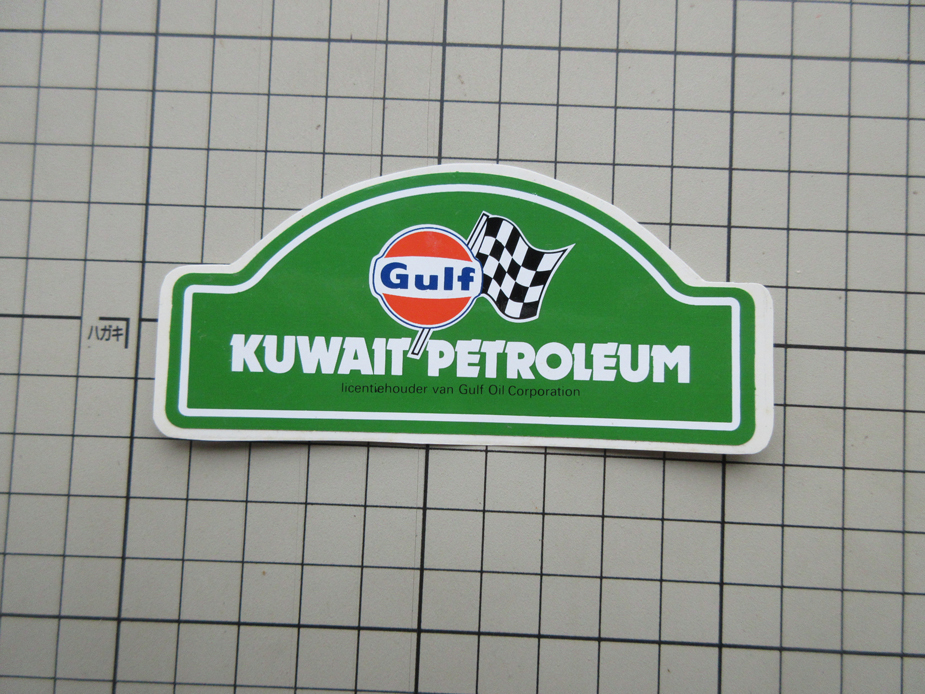 Gulf
KUWAIT PETROLEUM
licentiehouder van Gulf Oil Corporation
ハガキ